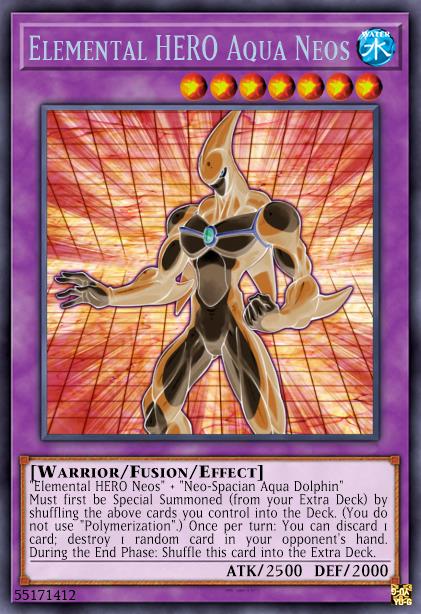 Elemental HERO Aqua Neos
WATER
水
[Warrior/Fusion/Effect]
"Elemental HERO Neos" + "Neo-Spacian Aqua Dolphin"
Must first be Special Summoned (from your Extra Deck) by
shuffling the above cards you control into the Deck. (You do
not use "Polymerization".) Once per turn: You can discard 1
card; destroy 1 random card in your opponent's hand.
During the End Phase: Shuffle this card into the Extra Deck.
ATK/2500 DEF/2000
55171412